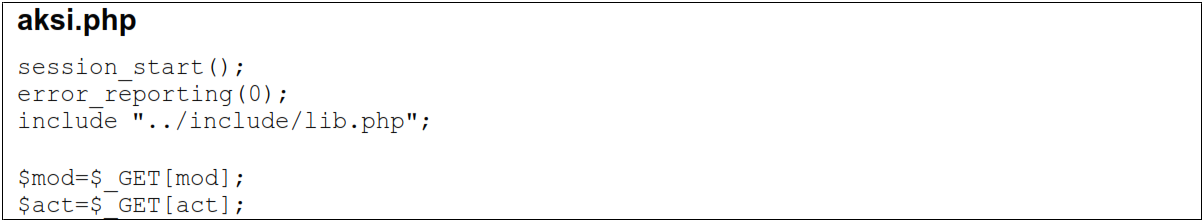 aksi.php
session_start();
error_reporting(0);
include "../include/lib.php";
$mod=$_GET[mod];
$act=$_GET[act];